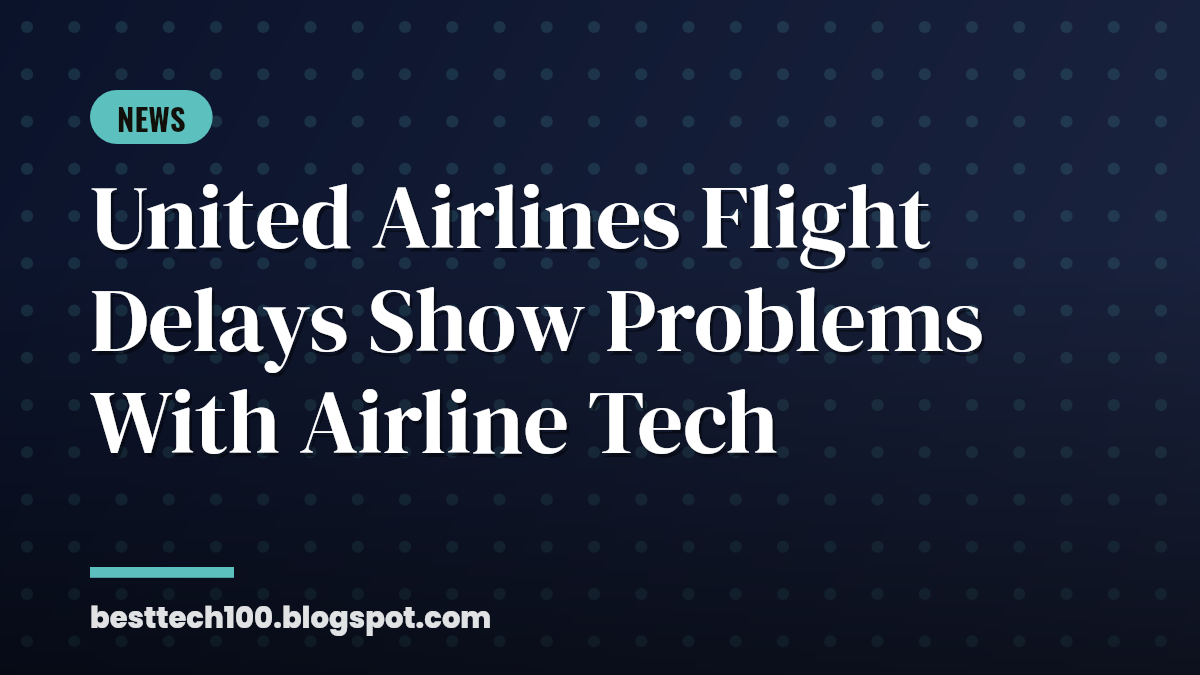 NEWS
United Airlines Flight
Delays Show Problems
With Airline Tech
besttech100.blogspot.com